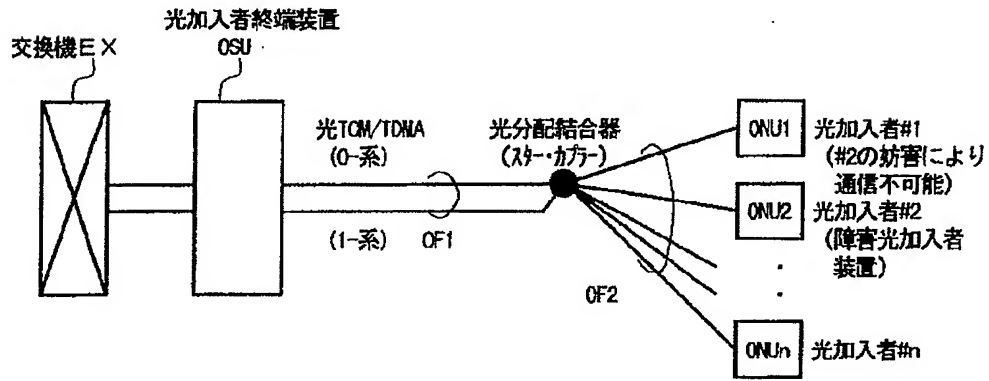 光加入者終端装置
OSU
交換機EX
光TCM/TDMA
(0-系)
(1-系)
OF1
光分配結合器
(スター・カプラー)
OF2
ONU1
光加入者#1
(#2の妨害により
通信不可能)
ONU2
光加入者#2
(障害光加入者
装置)
ONUn
光加入者#n